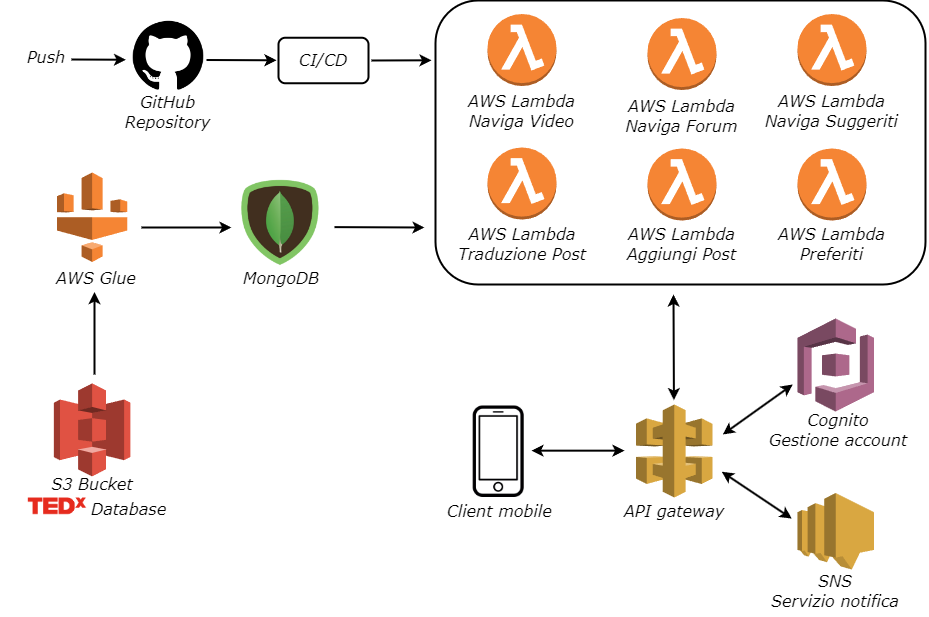 Push
GitHub
Repository
CI/CD
AWS Lambda
Naviga Video
AWS Lambda
Naviga Forum
AWS Lambda
Naviga Suggeriti
AWS Lambda
Traduzione Post
AWS Lambda
Aggiungi Post
AWS Lambda
Preferiti
AWS Glue
MongoDB
S3 Bucket
TEDx Database
Client mobile
API gateway
Cognito
Gestione account
SNS
Servizio notifica